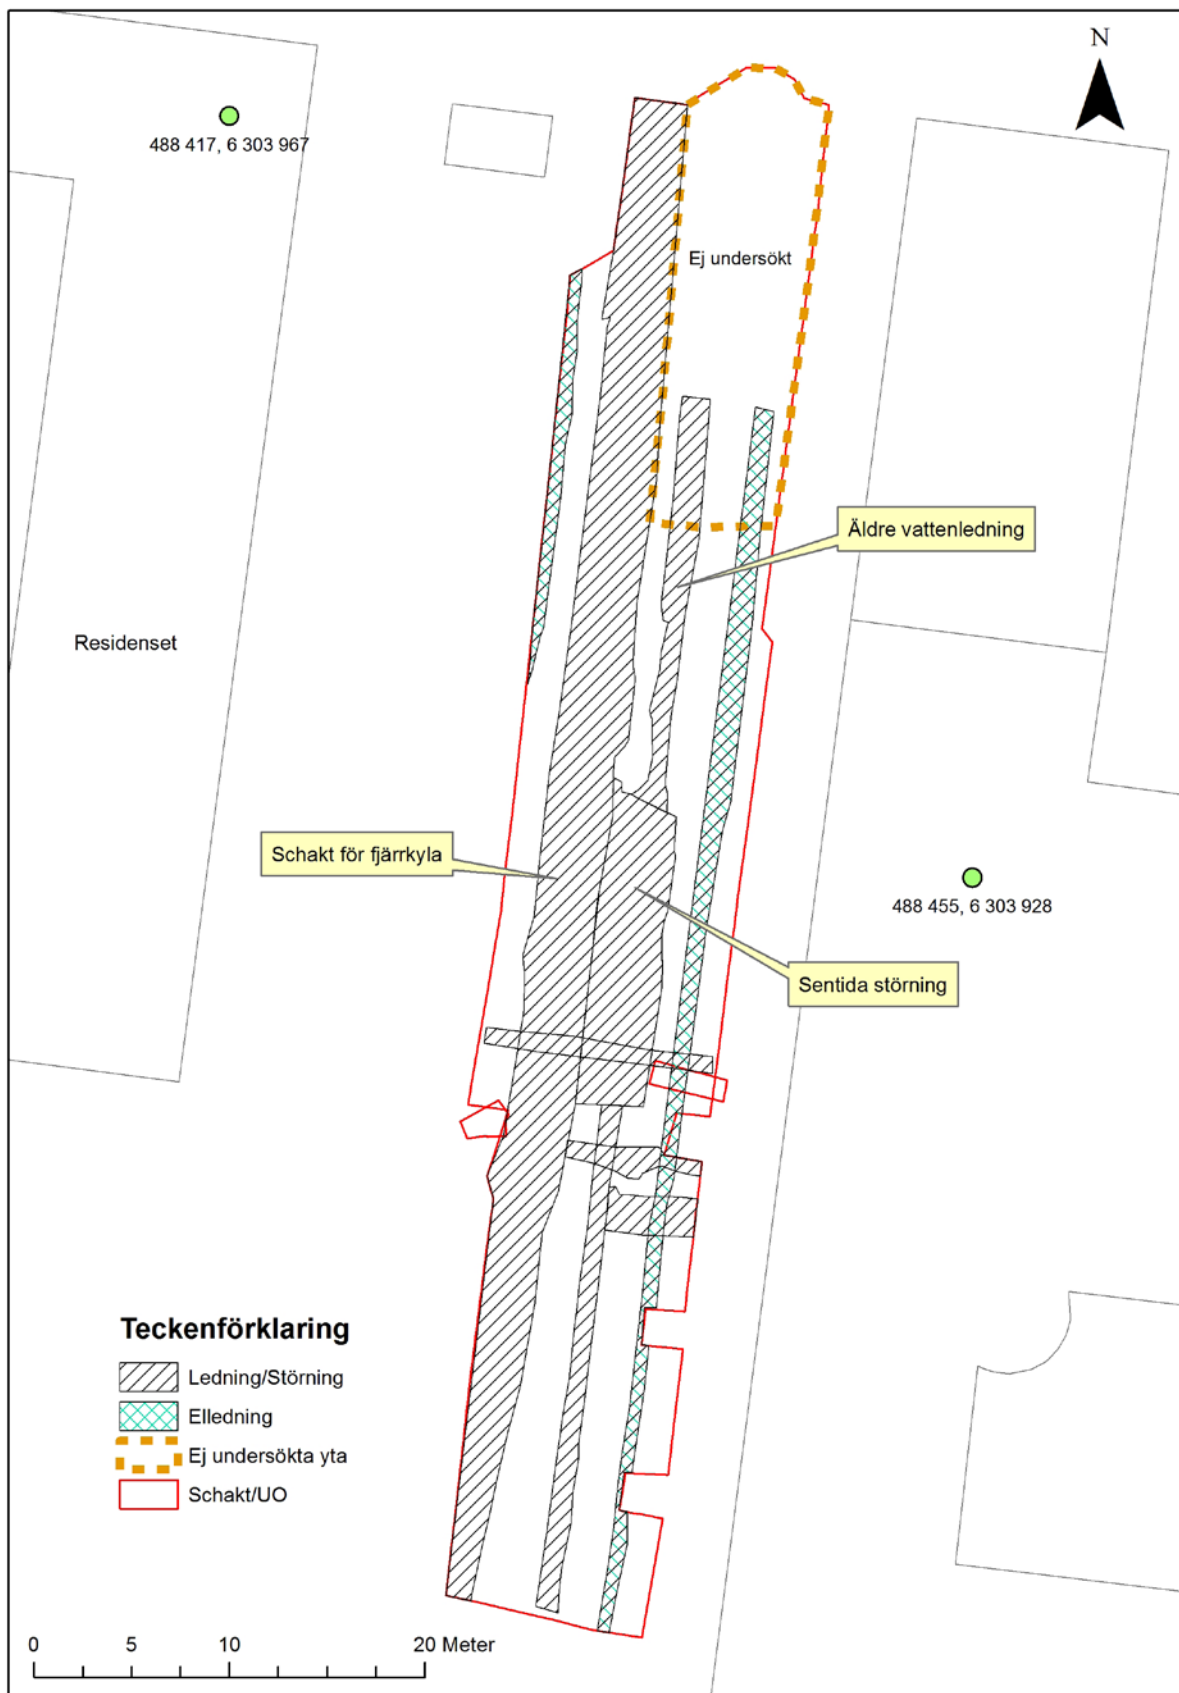 N
488 417, 6 303 967
Ej undersökt
Äldre vattenledning
Residenset
Schakt för fjärrkyla
488 455, 6 303 928
Sentida störning
Teckenförklaring
Ledning/Störning
Elledning
Ej undersökta yta
Schakt/UO
0 5 10 20 Meter